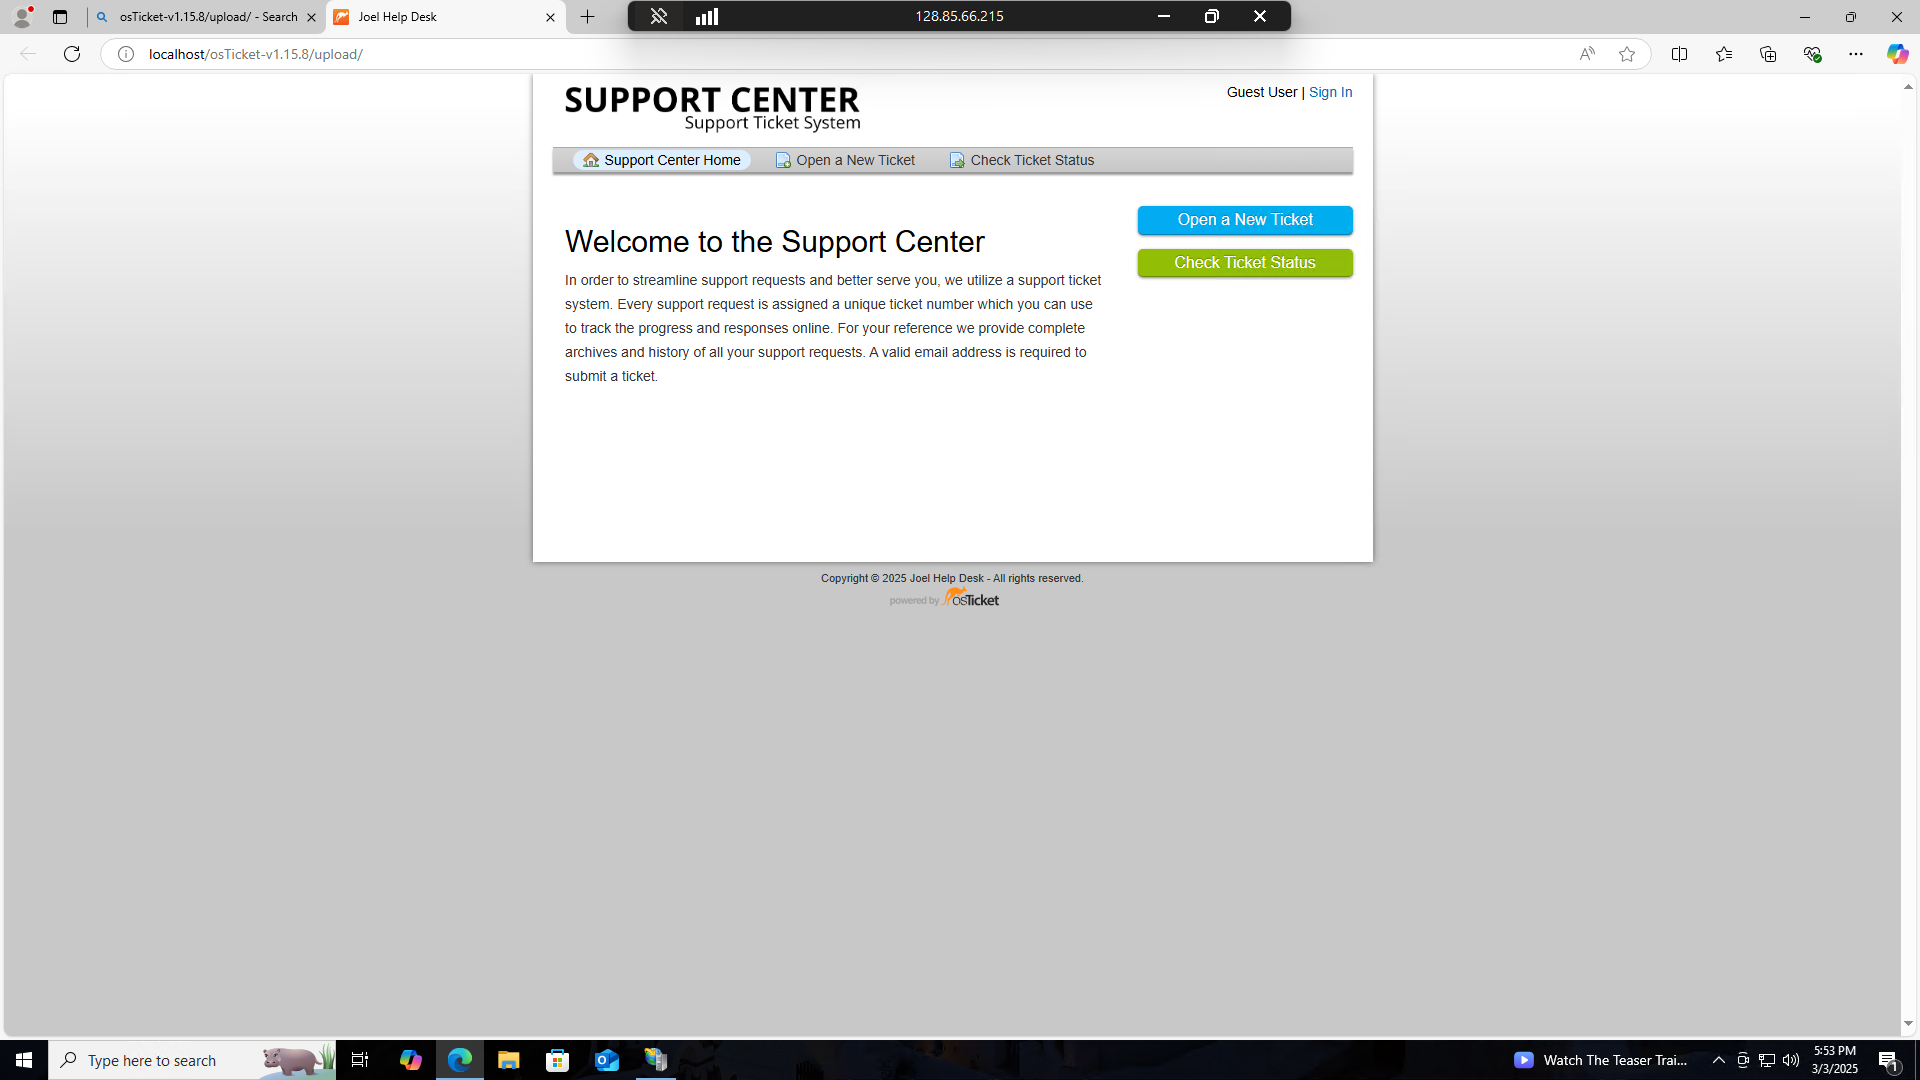 osTicket-v1.15.8/upload/ - Search
Joel Help Desk
128.85.66.215
localhost/osTicket-v1.15.8/upload/
SUPPORT CENTER
Support Ticket System
Guest User | Sign In
Support Center Home
Open a New Ticket
Check Ticket Status
Welcome to the Support Center
In order to streamline support requests and better serve you, we utilize a support ticket
system. Every support request is assigned a unique ticket number which you can use
to track the progress and responses online. For your reference we provide complete
archives and history of all your support requests. A valid email address is required to
submit a ticket.
Open a New Ticket
Check Ticket Status
Copyright © 2025 Joel Help Desk - All rights reserved.
powered by osTicket
Type here to search
Watch The Teaser Trai...
5:53 PM
3/3/2025
1